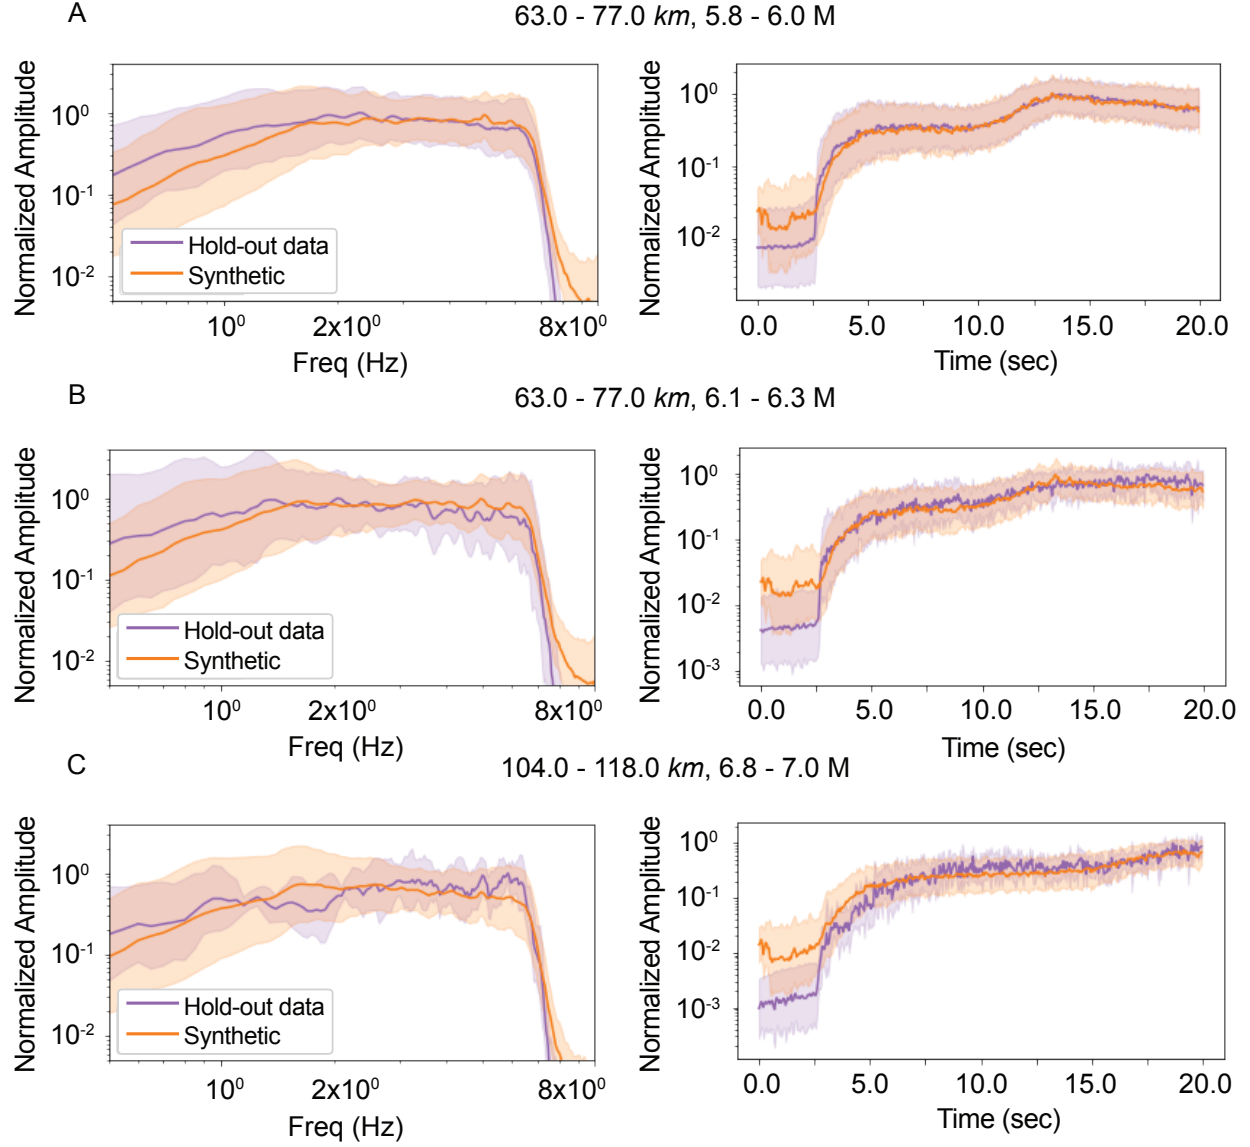 A
63.0 - 77.0 km, 5.8 - 6.0 M
Normalized Amplitude
10⁰
10⁻¹
10⁻²
Hold-out data
Synthetic
10⁰
2x10⁰
8x10⁰
Freq (Hz)
Normalized Amplitude
10⁰
10⁻¹
10⁻²
0.0
5.0
10.0
15.0
20.0
Time (sec)
B
63.0 - 77.0 km, 6.1 - 6.3 M
Normalized Amplitude
10⁰
10⁻¹
10⁻²
Hold-out data
Synthetic
10⁰
2x10⁰
8x10⁰
Freq (Hz)
Normalized Amplitude
10⁰
10⁻¹
10⁻²
10⁻³
0.0
5.0
10.0
15.0
20.0
Time (sec)
C
104.0 - 118.0 km, 6.8 - 7.0 M
Normalized Amplitude
10⁰
10⁻¹
10⁻²
Hold-out data
Synthetic
10⁰
2x10⁰
8x10⁰
Freq (Hz)
Normalized Amplitude
10⁰
10⁻¹
10⁻²
10⁻³
0.0
5.0
10.0
15.0
20.0
Time (sec)